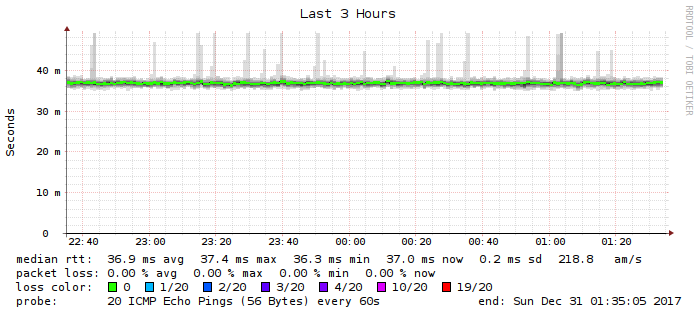 Last 3 Hours
RRDTOOL / TOBI OETIKER
Seconds
40 m
30 m
20 m
10 m
0
22:40 23:00 23:20 23:40 00:00 00:20 00:40 01:00 01:20
median rtt: 36.9 ms avg 37.4 ms max 36.3 ms min 37.0 ms now 0.2 ms sd 218.8 am/s
packet loss: 0.00 % avg 0.00 % max 0.00 % min 0.00 % now
loss color: 0 1/20 2/20 3/20 4/20 10/20 19/20
probe: 20 ICMP Echo Pings (56 Bytes) every 60s end: Sun Dec 31 01:35:05 2017